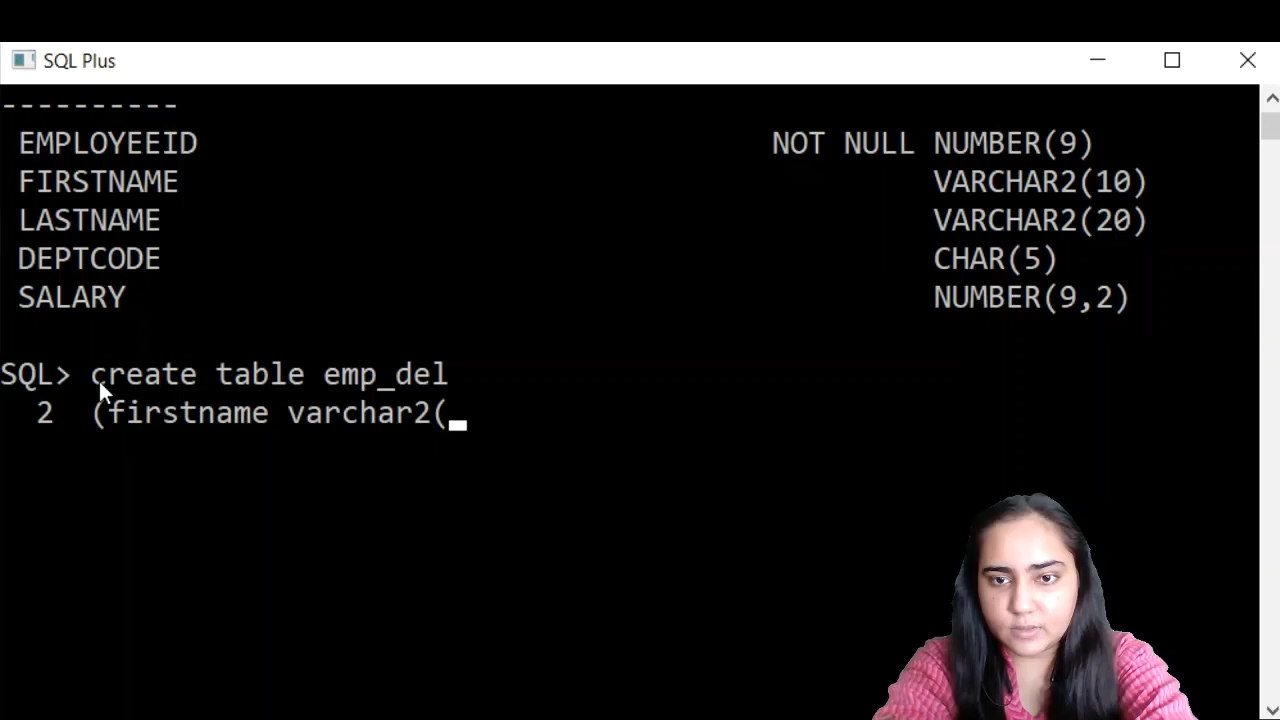 SQL Plus
----------
EMPLOYEEID NOT NULL NUMBER(9)
FIRSTNAME VARCHAR2(10)
LASTNAME VARCHAR2(20)
DEPTCODE CHAR(5)
SALARY NUMBER(9,2)
SQL> create table emp_del
2 (firstname varchar2(